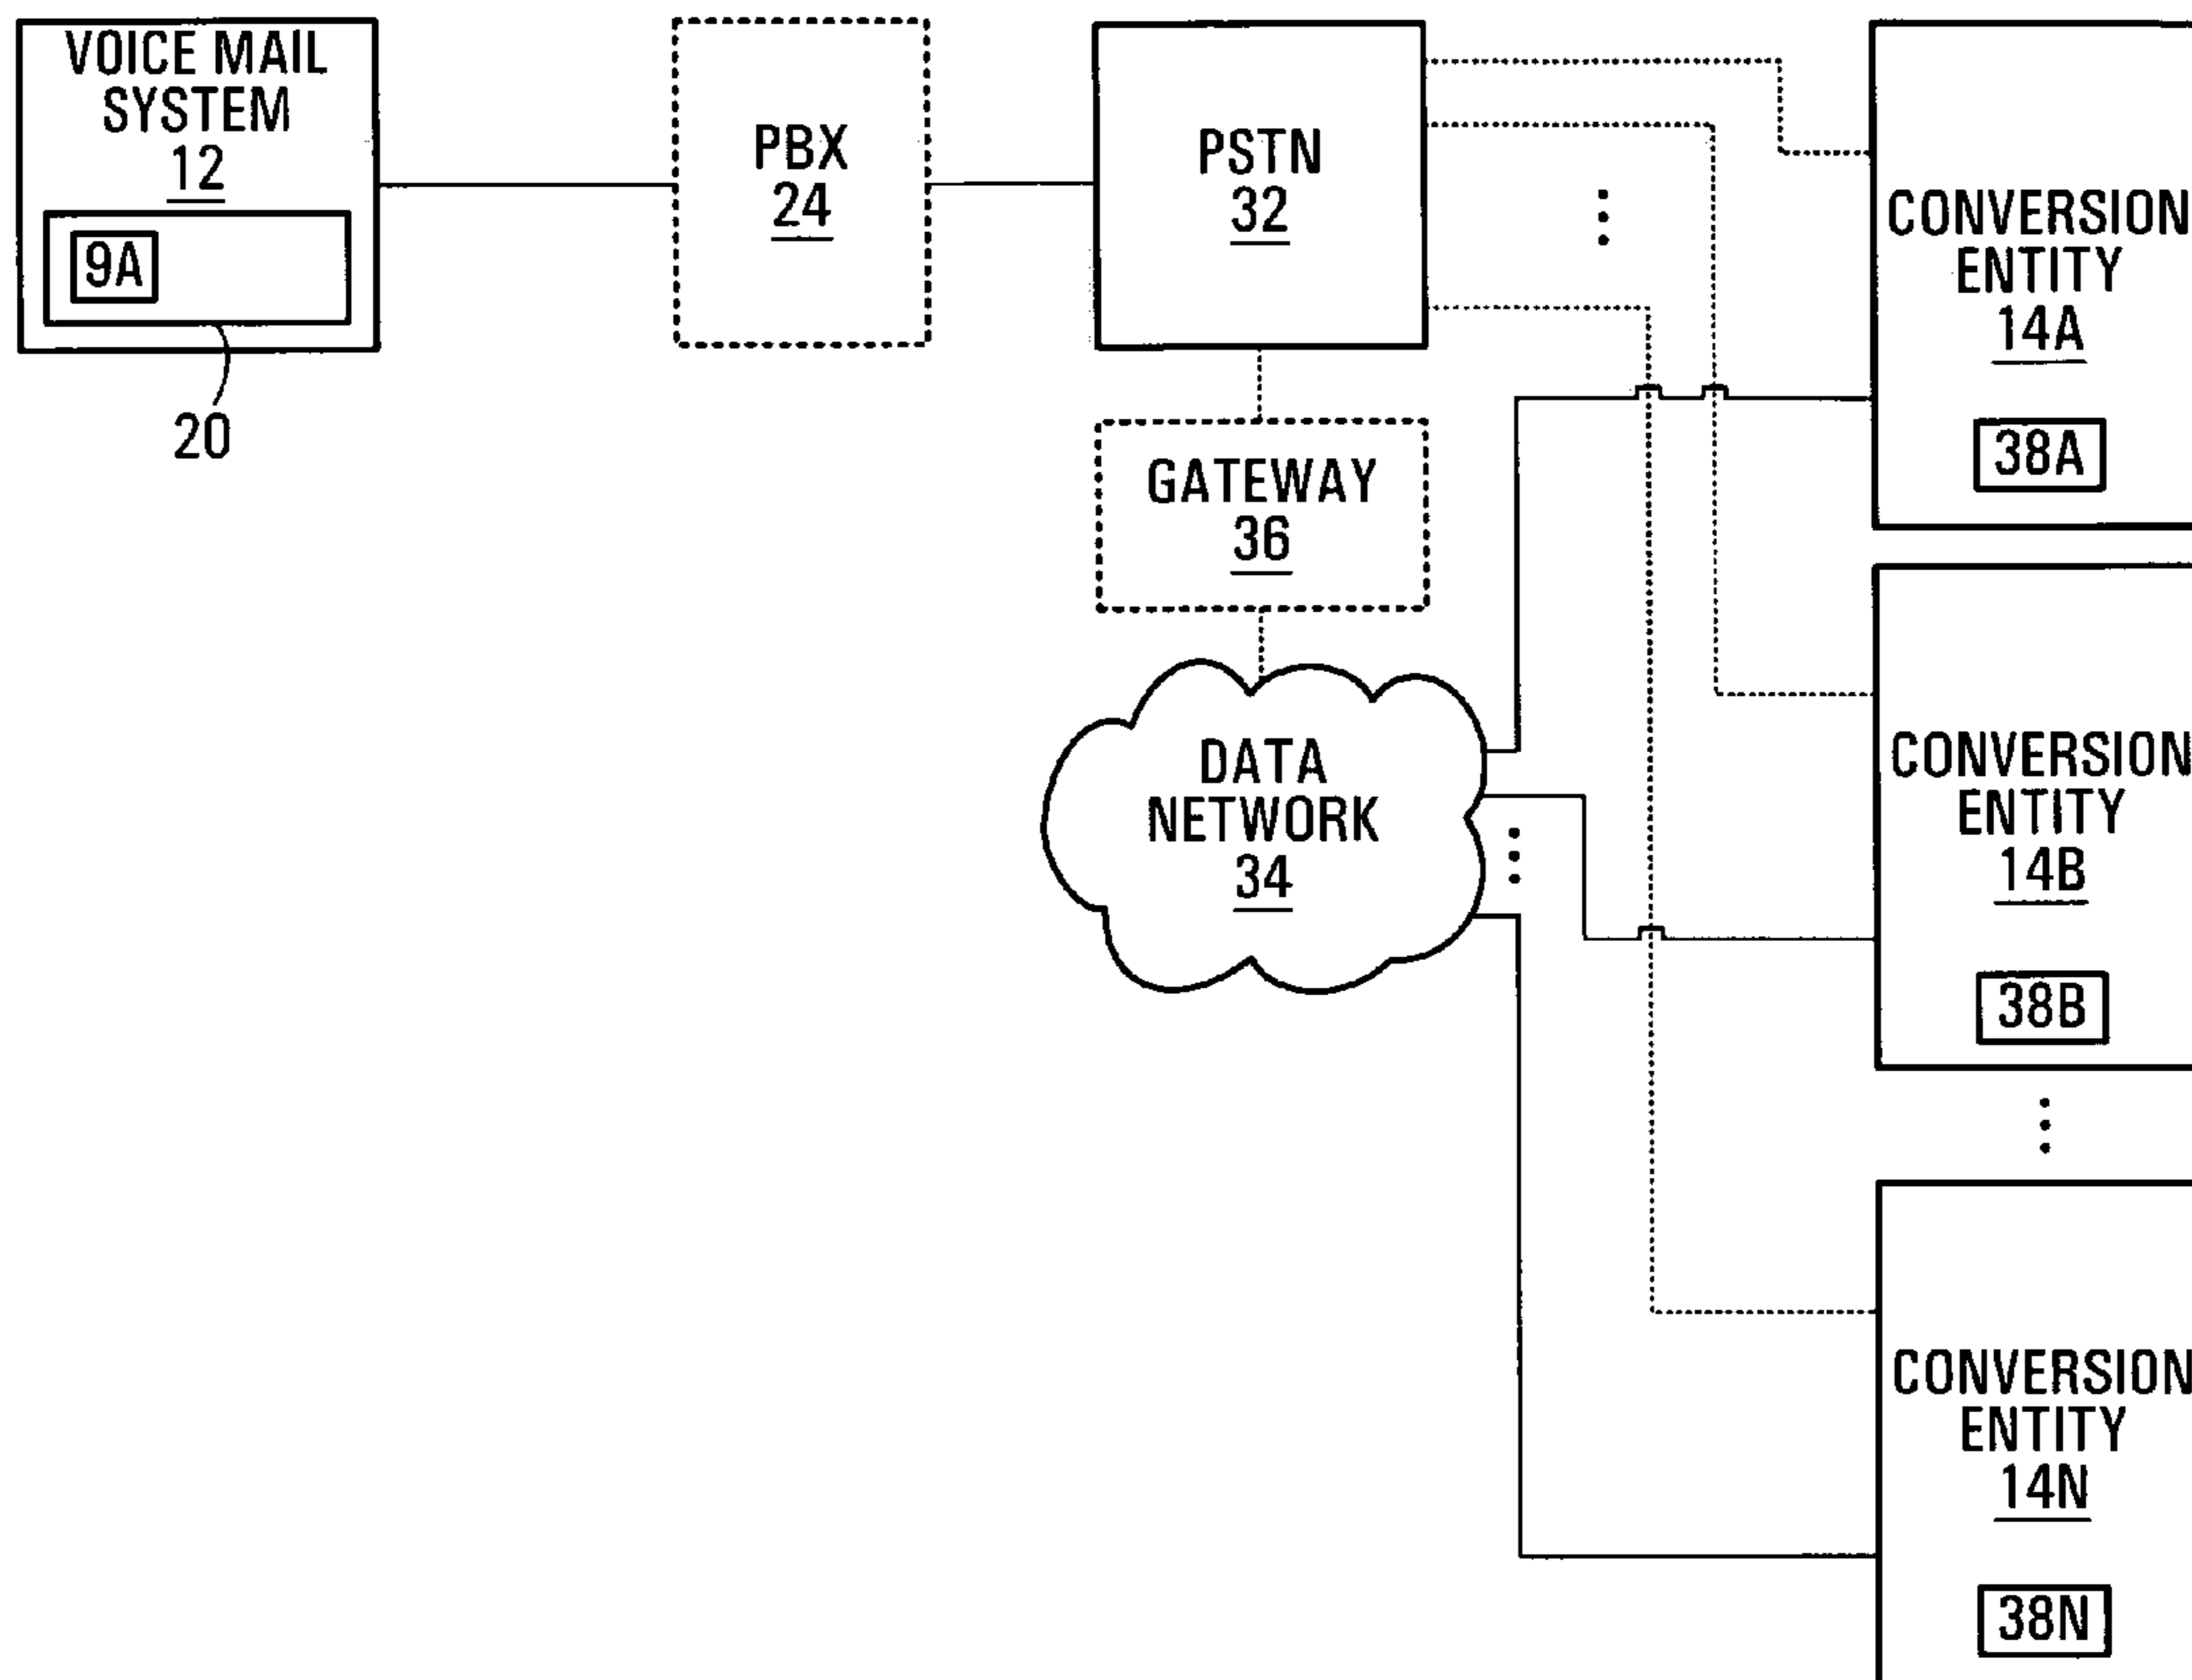 VOICE MAIL
SYSTEM
12
9A
20
PBX
24
PSTN
32
GATEWAY
36
DATA
NETWORK
34
CONVERSION
ENTITY
14A
38A
CONVERSION
ENTITY
14B
38B
CONVERSION
ENTITY
14N
38N